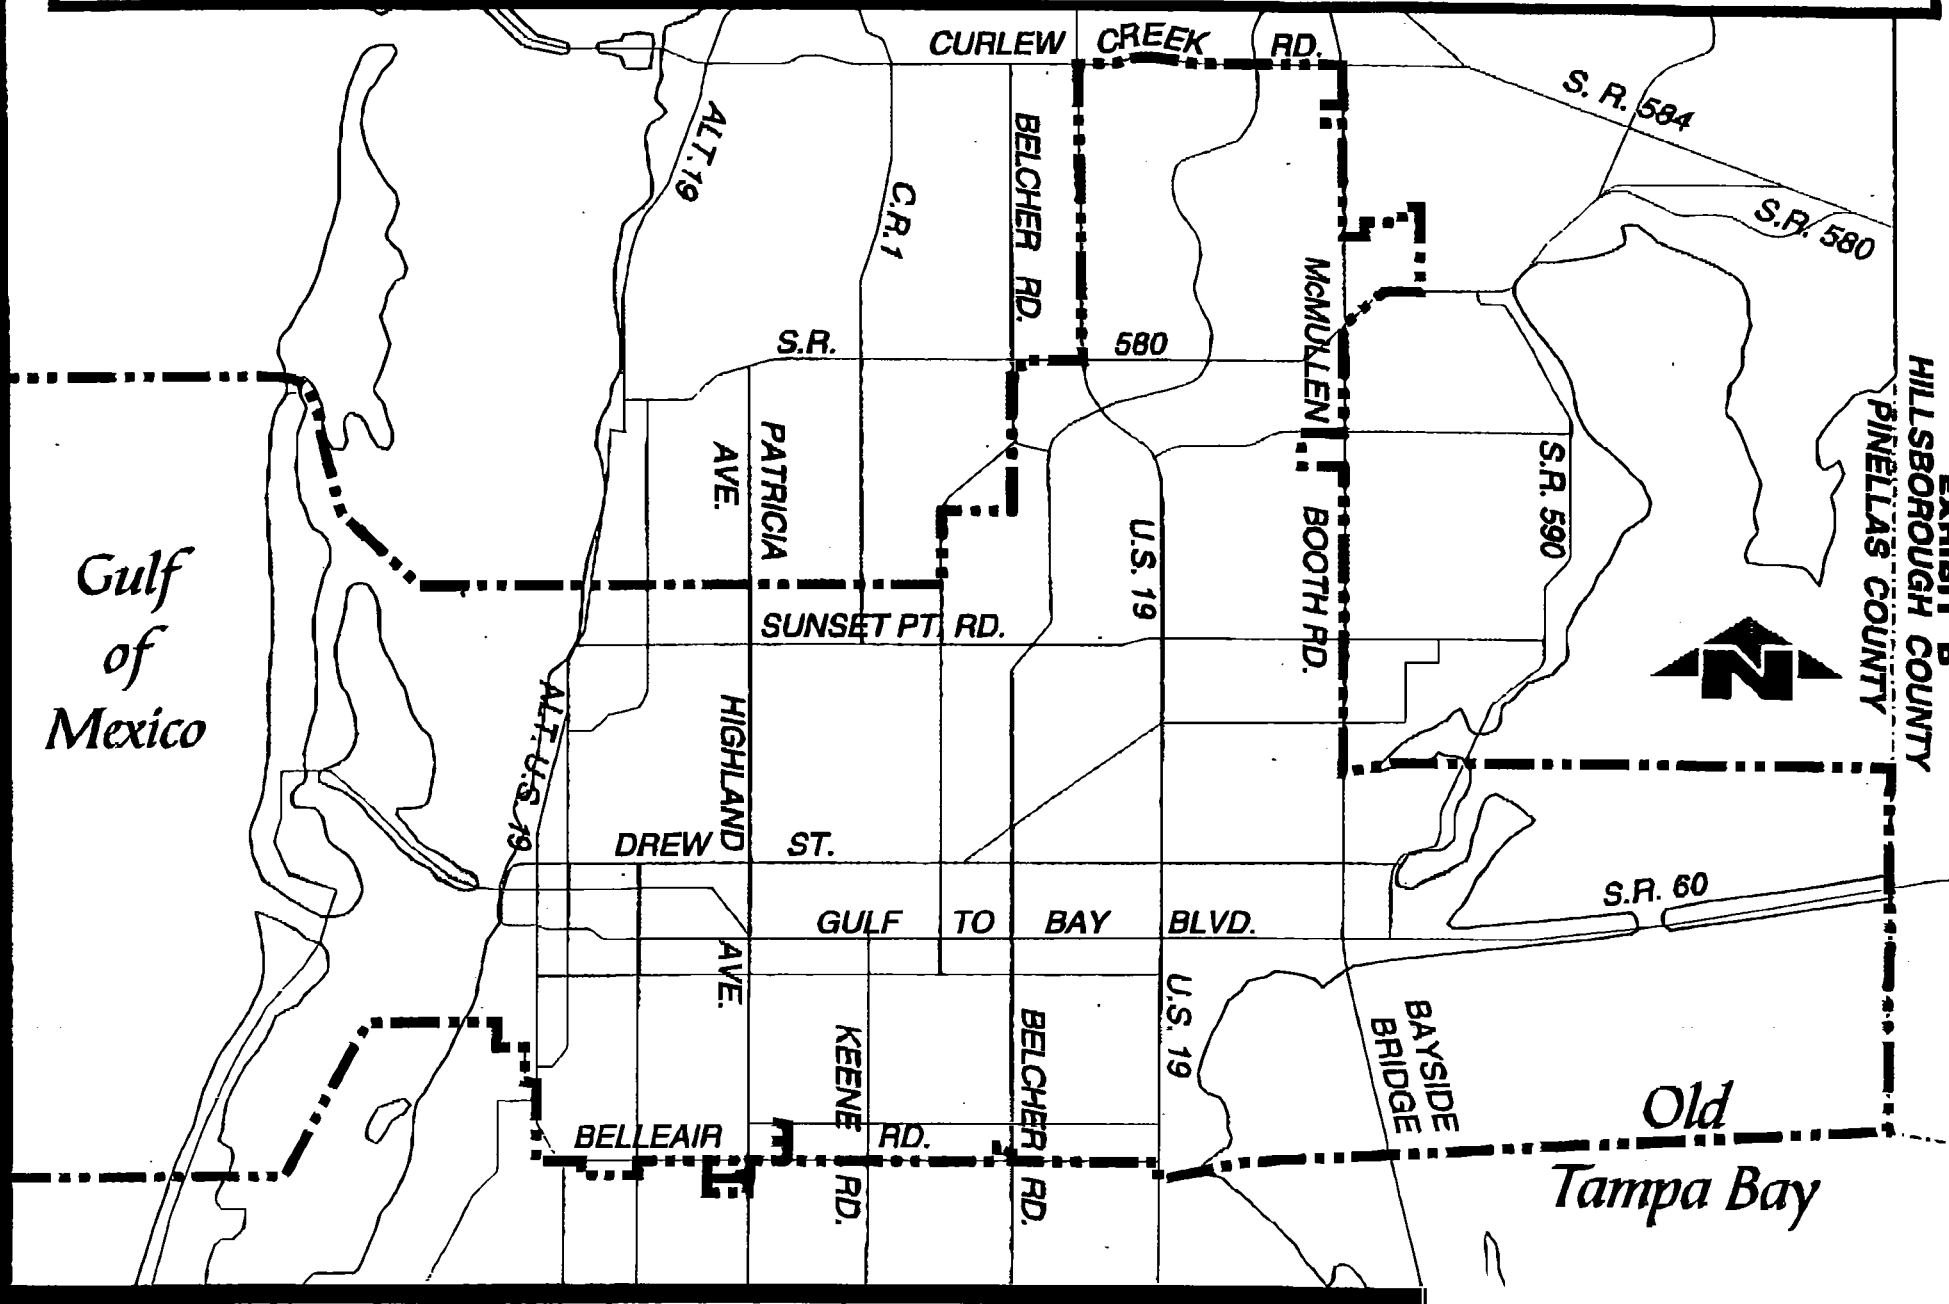 CURLEW CREEK RD.
S. R. 584
ALT. 19
C.R. 1
BELCHER RD.
S.R. 580
McMULLEN BOOTH RD.
S.R. 580
HILLSBOROUGH COUNTY
PINELLAS COUNTY
EXHIBIT B
PATRICIA
AVE.
S.R. 590
U.S. 19
Gulf
of
Mexico
SUNSET PT. RD.
N
ALT. U.S. 19
HIGHLAND AVE.
DREW ST.
S.R. 60
GULF TO BAY BLVD.
U.S. 19
BAYSIDE
BRIDGE
KEENE RD.
BELCHER RD.
BELLEAIR RD.
Old
Tampa Bay